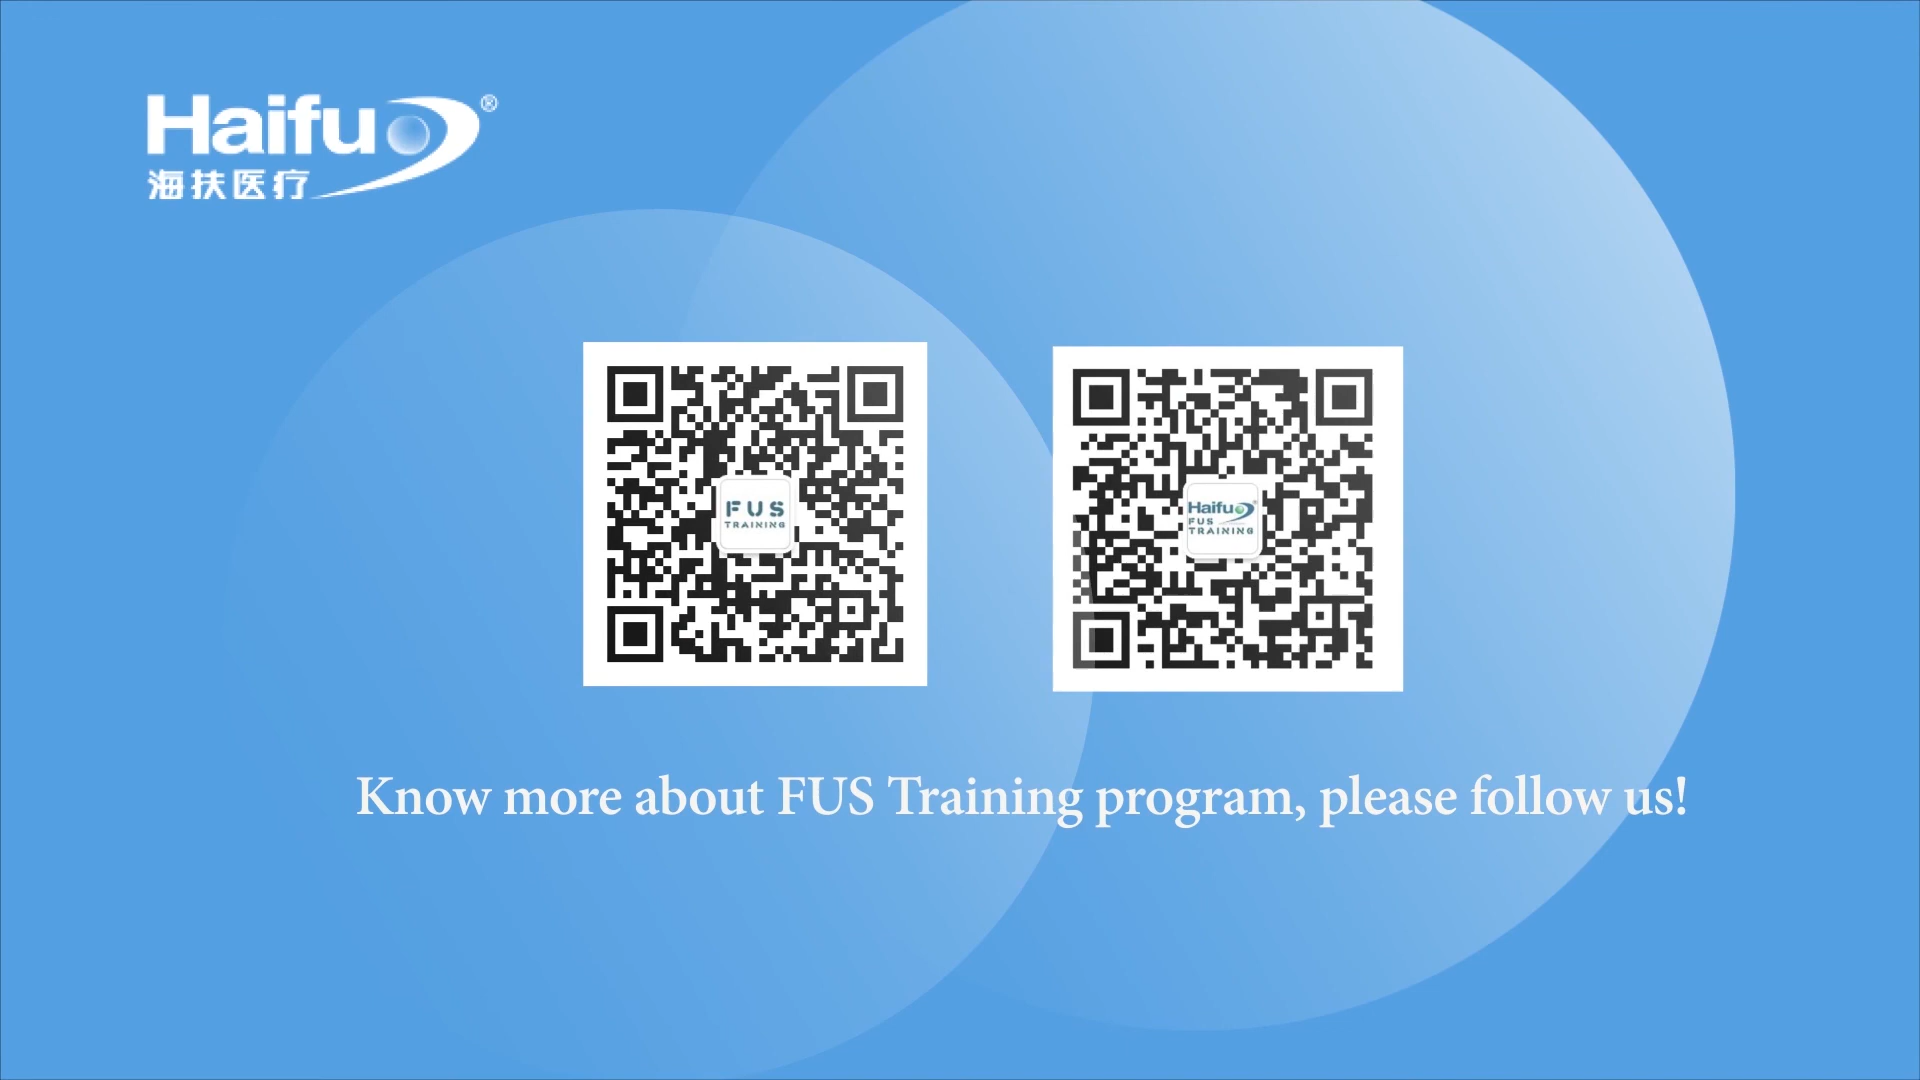 Haifu®
海扶医疗
FUS
TRAINING
Haifu®
FUS
TRAINING
Know more about FUS Training program, please follow us!